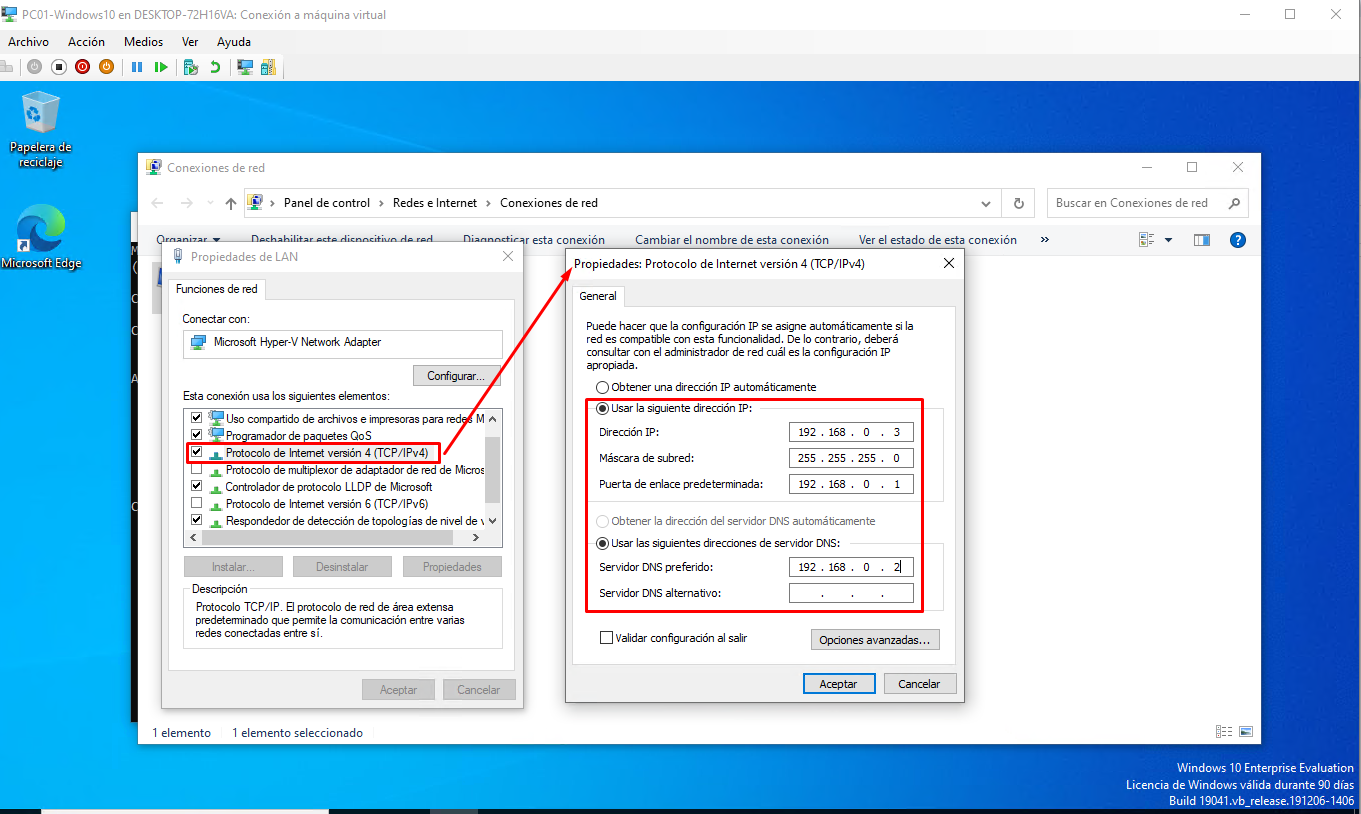 PC01-Windows10 en DESKTOP-72H16VA: Conexión a máquina virtual
Archivo Acción Medios Ver Ayuda
Papelera de
reciclaje
Microsoft Edge
Conexiones de red
Panel de control > Redes e Internet > Conexiones de red
Buscar en Conexiones de red
Organizar Deshabilitar este dispositivo de red Diagnosticar esta conexión Cambiar el nombre de esta conexión Ver el estado de esta conexión »
Propiedades de LAN
Funciones de red
Conectar con:
Microsoft Hyper-V Network Adapter
Configurar...
Esta conexión usa los siguientes elementos:
Uso compartido de archivos e impresoras para redes M
Programador de paquetes QoS
Protocolo de Internet versión 4 (TCP/IPv4)
Protocolo de multiplexor de adaptador de red de Micros
Controlador de protocolo LLDP de Microsoft
Protocolo de Internet versión 6 (TCP/IPv6)
Respondedor de detección de topologías de nivel de v
Instalar... Desinstalar Propiedades
Descripción
Protocolo TCP/IP. El protocolo de red de área extensa
predeterminado que permite la comunicación entre varias
redes conectadas entre sí.
Aceptar Cancelar
Propiedades: Protocolo de Internet versión 4 (TCP/IPv4)
General
Puede hacer que la configuración IP se asigne automáticamente si la
red es compatible con esta funcionalidad. De lo contrario, deberá
consultar con el administrador de red cuál es la configuración IP
apropiada.
Obtener una dirección IP automáticamente
Usar la siguiente dirección IP:
Dirección IP: 192 . 168 . 0 . 3
Máscara de subred: 255 . 255 . 255 . 0
Puerta de enlace predeterminada: 192 . 168 . 0 . 1
Obtener la dirección del servidor DNS automáticamente
Usar las siguientes direcciones de servidor DNS:
Servidor DNS preferido: 192 . 168 . 0 . 2
Servidor DNS alternativo: . . .
Validar configuración al salir
Opciones avanzadas...
Aceptar Cancelar
1 elemento 1 elemento seleccionado
Windows 10 Enterprise Evaluation
Licencia de Windows válida durante 90 días
Build 19041.vb_release.191206-1406